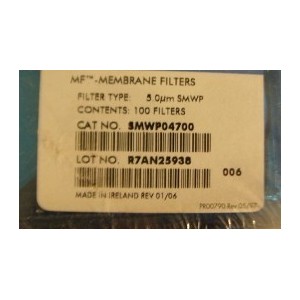 MF™-MEMBRANE FILTERS
FILTER TYPE: 5.0µm SMWP
CONTENTS: 100 FILTERS
CAT NO. SMWP04700
LOT NO. R7AN25938
006
MADE IN IRELAND REV 01/06